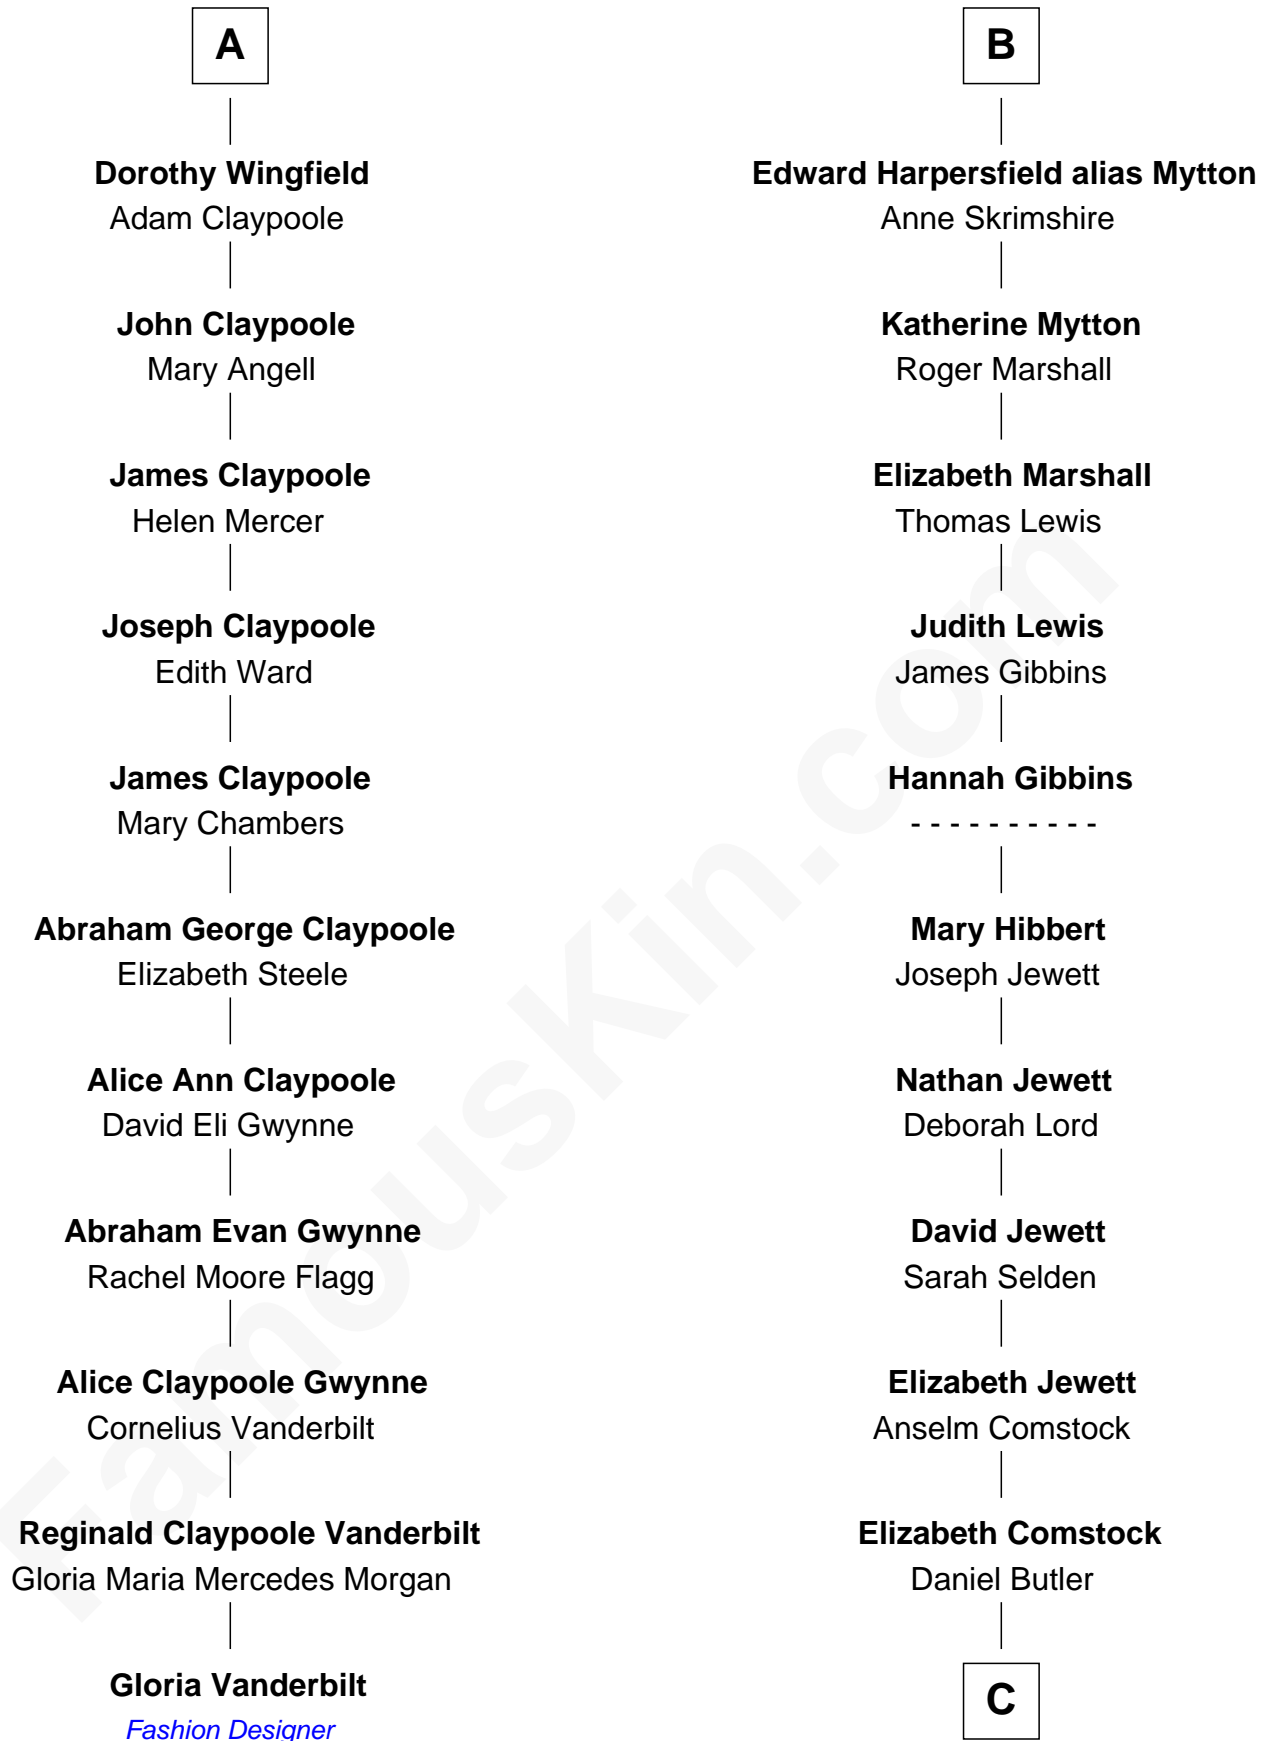 A
Dorothy Wingfield
Adam Claypoole
John Claypoole
Mary Angell
James Claypoole
Helen Mercer
Joseph Claypoole
Edith Ward
James Claypoole
Mary Chambers
Abraham George Claypoole
Elizabeth Steele
Alice Ann Claypoole
David Eli Gwynne
Abraham Evan Gwynne
Rachel Moore Flagg
Alice Claypoole Gwynne
Cornelius Vanderbilt
Reginald Claypoole Vanderbilt
Gloria Maria Mercedes Morgan
Gloria Vanderbilt
Fashion Designer
B
Edward Harpersfield alias Mytton
Anne Skrimshire
Katherine Mytton
Roger Marshall
Elizabeth Marshall
Thomas Lewis
Judith Lewis
James Gibbins
Hannah Gibbins
- - - - - - - - - -
Mary Hibbert
Joseph Jewett
Nathan Jewett
Deborah Lord
David Jewett
Sarah Selden
Elizabeth Jewett
Anselm Comstock
Elizabeth Comstock
Daniel Butler
C
FamousKin.com